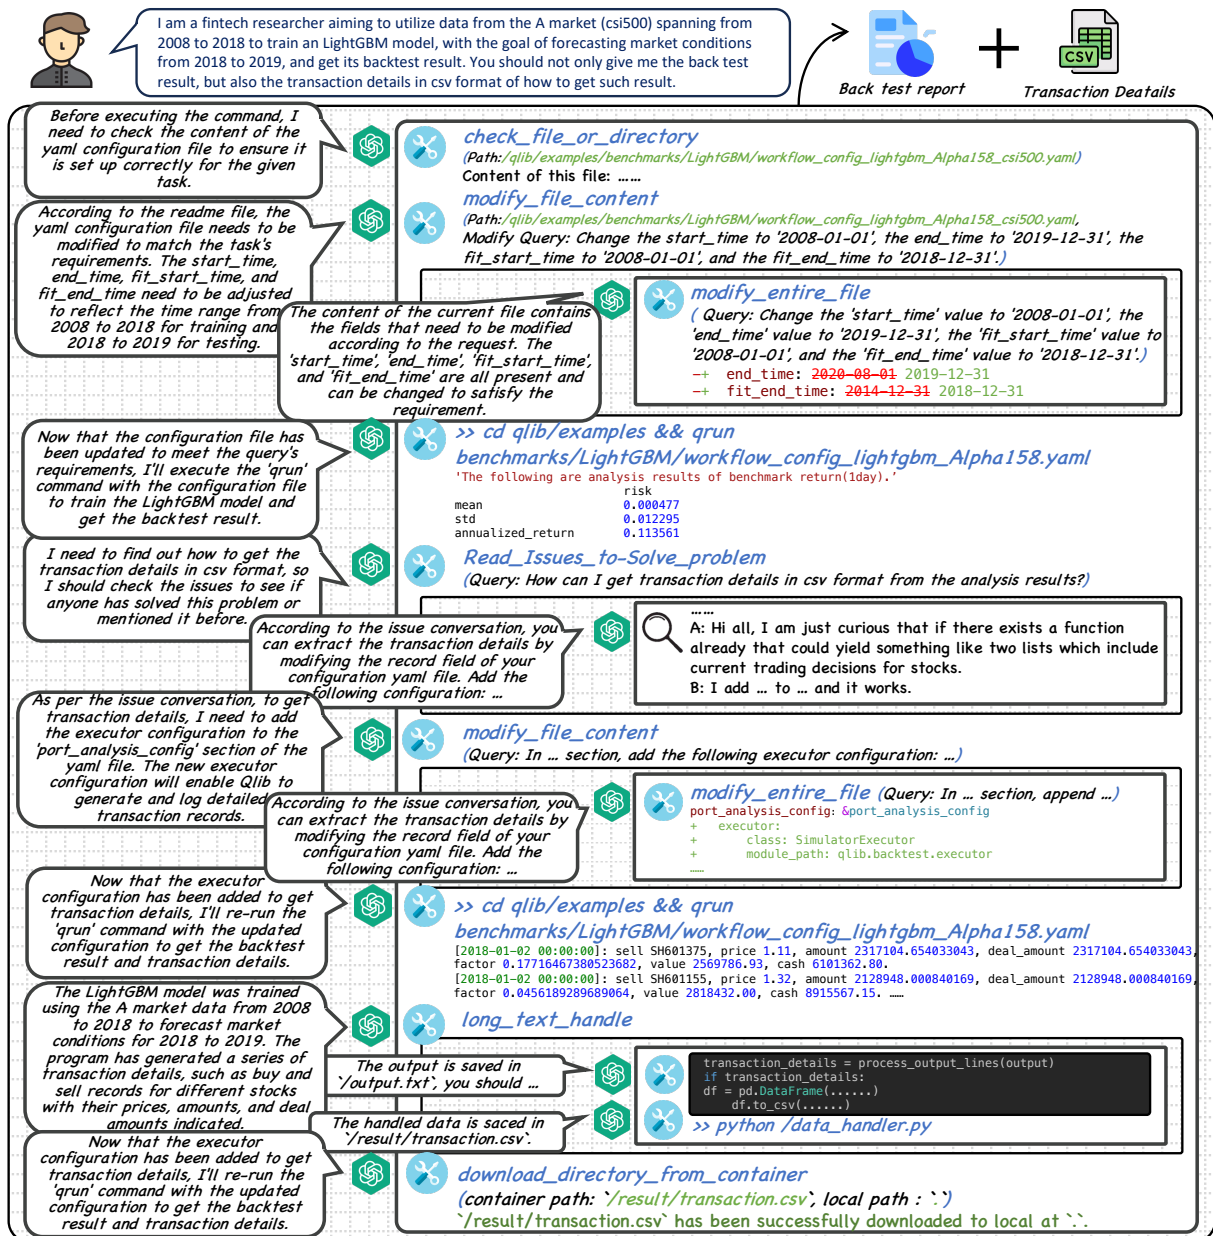 I am a fintech researcher aiming to utilize data from the A market (csi500) spanning from
2008 to 2018 to train an LightGBM model, with the goal of forecasting market conditions
from 2018 to 2019, and get its backtest result. You should not only give me the back test
result, but also the transaction details in csv format of how to get such result.
CSV
Back test report
Transaction Deatails
Before executing the command, I
need to check the content of the
yaml configuration file to ensure it
is set up correctly for the given
task.
check_file_or_directory
(Path:/qlib/examples/benchmarks/LightGBM/workflow_config_lightgbm_Alpha158_csi500.yaml)
Content of this file: ……
According to the readme file, the
yaml configuration file needs to be
modified to match the task's
requirements. The start_time,
end_time, fit_start_time, and
fit_end_time need to be adjusted
to reflect the time range from
2008 to 2018 for training and
2018 to 2019 for testing.
modify_file_content
(Path:/qlib/examples/benchmarks/LightGBM/workflow_config_lightgbm_Alpha158_csi500.yaml,
Modify Query: Change the start_time to '2008-01-01', the end_time to '2019-12-31', the
fit_start_time to '2008-01-01', and the fit_end_time to '2018-12-31'.)
The content of the current file contains
the fields that need to be modified
according to the request. The
'start_time', 'end_time', 'fit_start_time',
and 'fit_end_time' are all present and
can be changed to satisfy the
requirement.
modify_entire_file
( Query: Change the 'start_time' value to '2008-01-01', the
'end_time' value to '2019-12-31', the 'fit_start_time' value to
'2008-01-01', and the 'fit_end_time' value to '2018-12-31'.)
-+ end_time: 2020-08-01 2019-12-31
-+ fit_end_time: 2014-12-31 2018-12-31
Now that the configuration file has
been updated to meet the query's
requirements, I'll execute the 'qrun'
command with the configuration file
to train the LightGBM model and
get the backtest result.
>> cd qlib/examples && qrun
benchmarks/LightGBM/workflow_config_lightgbm_Alpha158.yaml
'The following are analysis results of benchmark return(1day).'
risk
mean 0.000477
std 0.012295
annualized_return 0.113561
I need to find out how to get the
transaction details in csv format, so
I should check the issues to see if
anyone has solved this problem or
mentioned it before.
Read_Issues_to-Solve_problem
(Query: How can I get transaction details in csv format from the analysis results?)
According to the issue conversation, you
can extract the transaction details by
modifying the record field of your
configuration yaml file. Add the
following configuration: …
……
A: Hi all, I am just curious that if there exists a function
already that could yield something like two lists which include
current trading decisions for stocks.
B: I add … to … and it works.
As per the issue conversation, to get
transaction details, I need to add
the executor configuration to the
'port_analysis_config' section of the
yaml file. The new executor
configuration will enable Qlib to
generate and log detailed
transaction records.
modify_file_content
(Query: In … section, add the following executor configuration: …)
According to the issue conversation, you
can extract the transaction details by
modifying the record field of your
configuration yaml file. Add the
following configuration: …
modify_entire_file (Query: In … section, append …)
port_analysis_config: &port_analysis_config
+ executor:
+ class: SimulatorExecutor
+ module_path: qlib.backtest.executor
……
Now that the executor
configuration has been added to get
transaction details, I'll re-run the
'qrun' command with the updated
configuration to get the backtest
result and transaction details.
>> cd qlib/examples && qrun
benchmarks/LightGBM/workflow_config_lightgbm_Alpha158.yaml
[2018-01-02 00:00:00]: sell SH601375, price 1.11, amount 2317104.654033043, deal_amount 2317104.654033043,
factor 0.17716467380523682, value 2569786.93, cash 6101362.80.
[2018-01-02 00:00:00]: sell SH601155, price 1.32, amount 2128948.000840169, deal_amount 2128948.000840169,
factor 0.0456189289689064, value 2818432.00, cash 8915567.15. ……
The LightGBM model was trained
using the A market data from 2008
to 2018 to forecast market
conditions for 2018 to 2019. The
program has generated a series of
transaction details, such as buy and
sell records for different stocks
with their prices, amounts, and deal
amounts indicated.
long_text_handle
The output is saved in
`/output.txt`, you should …
transaction_details = process_output_lines(output)
if transaction_details:
df = pd.DataFrame(......)
df.to_csv(......)
The handled data is saced in
`/result/transaction.csv`.
>> python /data_handler.py
Now that the executor
configuration has been added to get
transaction details, I'll re-run the
'qrun' command with the updated
configuration to get the backtest
result and transaction details.
download_directory_from_container
(container path: `/result/transaction.csv`, local path : `.`)
`/result/transaction.csv` has been successfully downloaded to local at `.`.